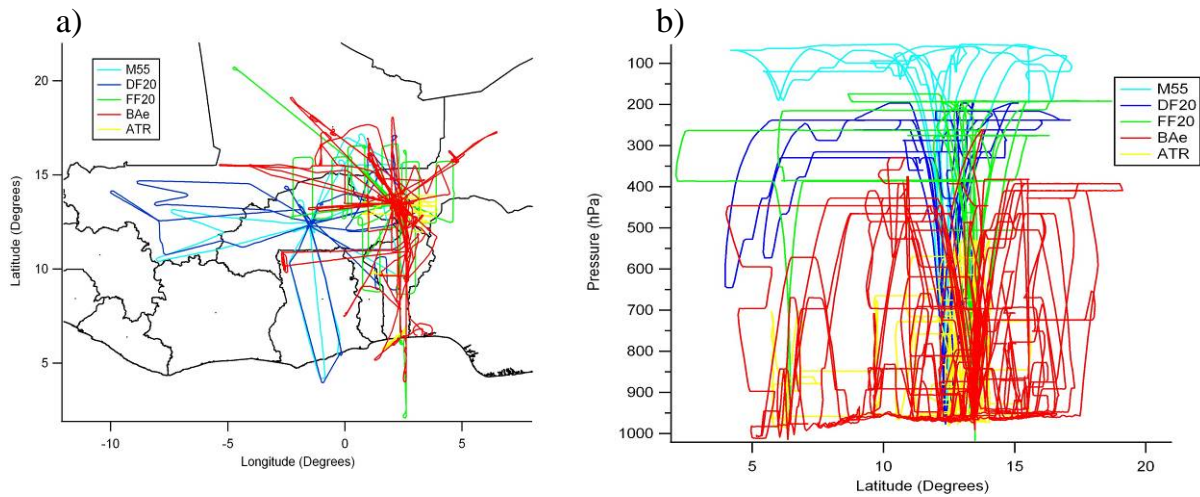 a)
M55
DF20
FF20
BAe
ATR
20
15
10
5
Latitude (Degrees)
-10
-5
0
5
Longitude (Degrees)
b)
M55
DF20
FF20
BAe
ATR
100
200
300
400
500
600
700
800
900
1000
Pressure (hPa)
5
10
15
20
Latitude (Degrees)